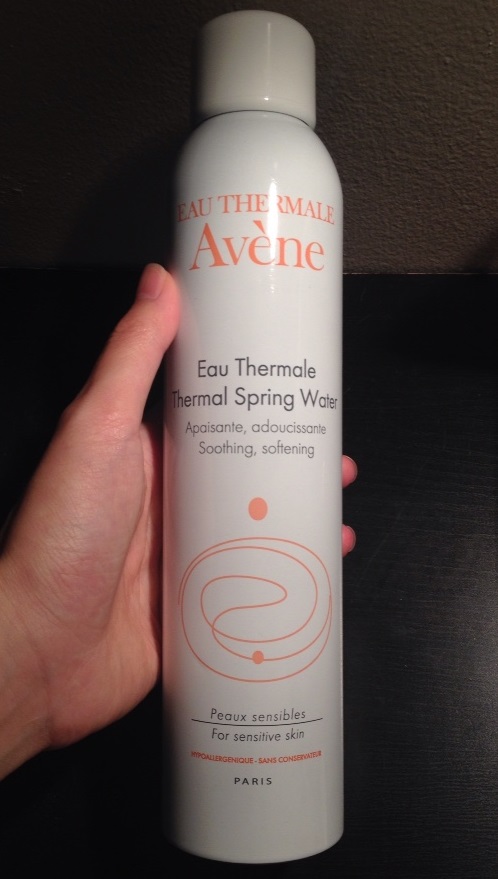 EAU THERMALE
Avène
Eau Thermale
Thermal Spring Water
Apaisante, adoucissante
Soothing, softening
Peaux sensibles
For sensitive skin
HYPOALLERGENIQUE - SANS CONSERVATEUR
PARIS